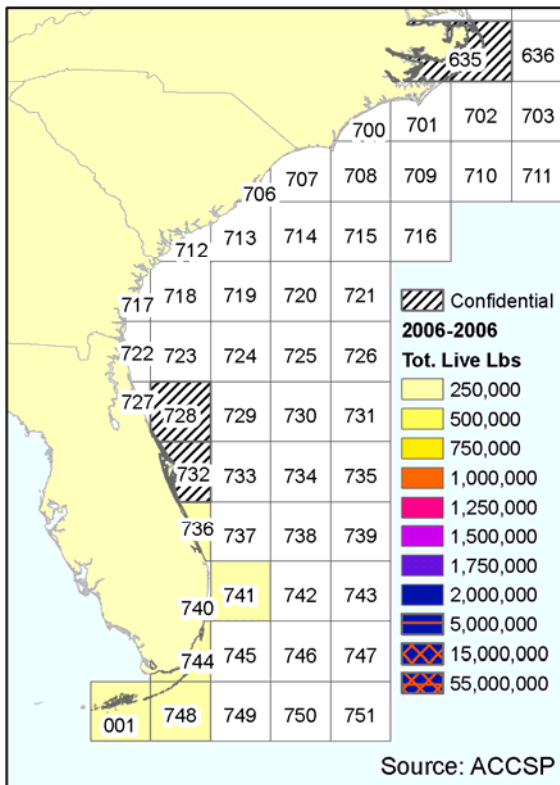 635 636
700 701 702 703
706 707 708 709 710 711
712 713 714 715 716
717 718 719 720 721
722 723 724 725 726
727 728 729 730 731
732 733 734 735
736 737 738 739
740 741 742 743
744 745 746 747
001 748 749 750 751
Confidential
2006-2006
Tot. Live Lbs
250,000
500,000
750,000
1,000,000
1,250,000
1,500,000
1,750,000
2,000,000
5,000,000
15,000,000
55,000,000
Source: ACCSP